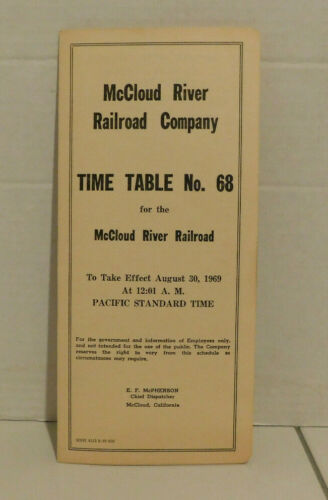 McCloud River
Railroad Company
TIME TABLE No. 68
for the
McCloud River Railroad
To Take Effect August 30, 1969
At 12:01 A. M.
PACIFIC STANDARD TIME
For the government and information of Employees only,
and not intended for the use of the public. The Company
reserves the right to vary from this schedule as
circumstances may require.
E. F. McPHERSON
Chief Dispatcher
McCloud, California